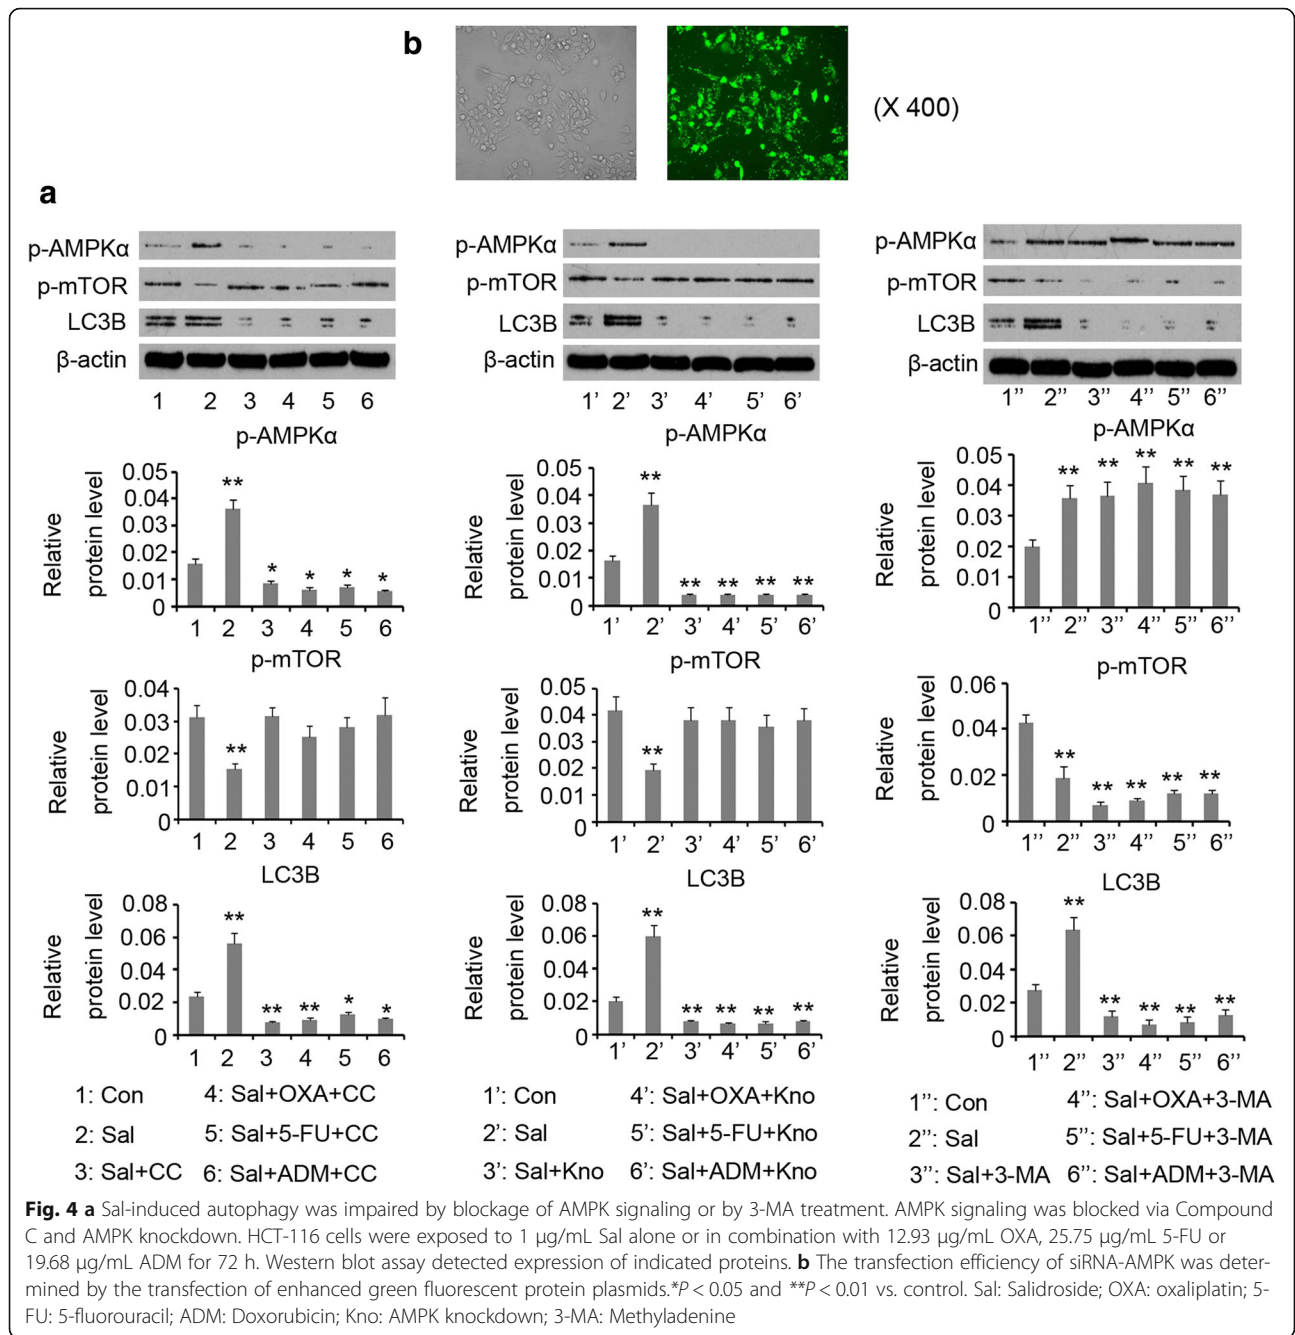 b
(X 400)
a
p-AMPKα
p-mTOR
LC3B
β-actin
1 2 3 4 5 6
p-AMPKα
p-mTOR
LC3B
β-actin
1’ 2’ 3’ 4’ 5’ 6’
p-AMPKα
p-mTOR
LC3B
β-actin
1’’ 2’’ 3’’ 4’’ 5’’ 6’’
p-AMPKα
Relative
protein level
0.05
0.04
0.03
0.02
0.01
0
** * * * *
1 2 3 4 5 6
p-AMPKα
Relative
protein level
0.05
0.04
0.03
0.02
0.01
0
** ** ** ** **
1’ 2’ 3’ 4’ 5’ 6’
p-AMPKα
Relative
protein level
0.05
0.04
0.03
0.02
0.01
0
** ** ** ** **
1’’ 2’’ 3’’ 4’’ 5’’ 6’’
p-mTOR
Relative
protein level
0.04
0.03
0.02
0.01
0
**
1 2 3 4 5 6
p-mTOR
Relative
protein level
0.05
0.04
0.03
0.02
0.01
0
**
1’ 2’ 3’ 4’ 5’ 6’
p-mTOR
Relative
protein level
0.06
0.04
0.02
0
** ** ** ** **
1’’ 2’’ 3’’ 4’’ 5’’ 6’’
LC3B
Relative
protein level
0.08
0.06
0.04
0.02
0
** ** ** * *
1 2 3 4 5 6
LC3B
Relative
protein level
0.08
0.06
0.04
0.02
0
** ** ** ** **
1’ 2’ 3’ 4’ 5’ 6’
LC3B
Relative
protein level
0.08
0.06
0.04
0.02
0
** ** ** ** **
1’’ 2’’ 3’’ 4’’ 5’’ 6’’
1: Con 4: Sal+OXA+CC
2: Sal 5: Sal+5-FU+CC
3: Sal+CC 6: Sal+ADM+CC
1’: Con 4’: Sal+OXA+Kno
2’: Sal 5’: Sal+5-FU+Kno
3’: Sal+Kno 6’: Sal+ADM+Kno
1’’: Con 4’’: Sal+OXA+3-MA
2’’: Sal 5’’: Sal+5-FU+3-MA
3’’: Sal+3-MA 6’’: Sal+ADM+3-MA
Fig. 4 a Sal-induced autophagy was impaired by blockage of AMPK signaling or by 3-MA treatment. AMPK signaling was blocked via Compound
C and AMPK knockdown. HCT-116 cells were exposed to 1 μg/mL Sal alone or in combination with 12.93 μg/mL OXA, 25.75 μg/mL 5-FU or
19.68 μg/mL ADM for 72 h. Western blot assay detected expression of indicated proteins. b The transfection efficiency of siRNA-AMPK was deter-
mined by the transfection of enhanced green fluorescent protein plasmids.*P < 0.05 and **P < 0.01 vs. control. Sal: Salidroside; OXA: oxaliplatin; 5-
FU: 5-fluorouracil; ADM: Doxorubicin; Kno: AMPK knockdown; 3-MA: Methyladenine